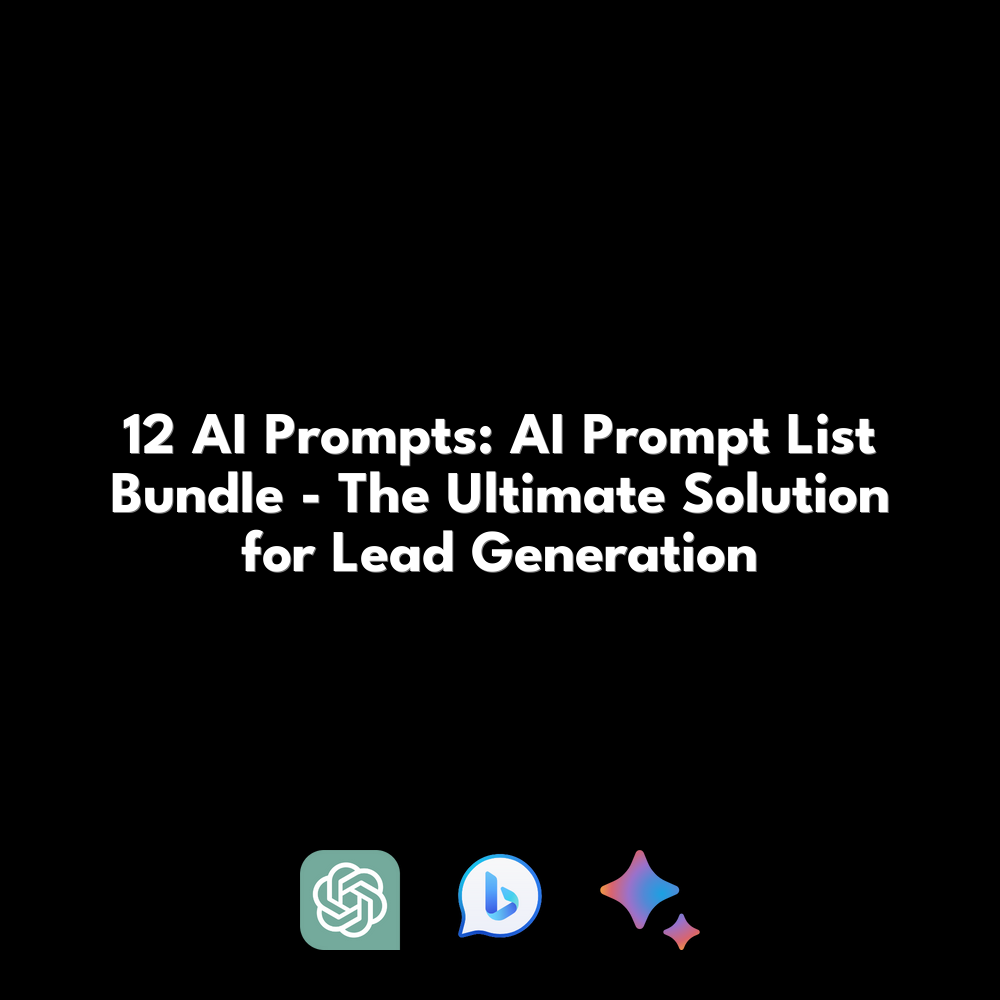 12 AI Prompts: AI Prompt List
Bundle - The Ultimate Solution
for Lead Generation